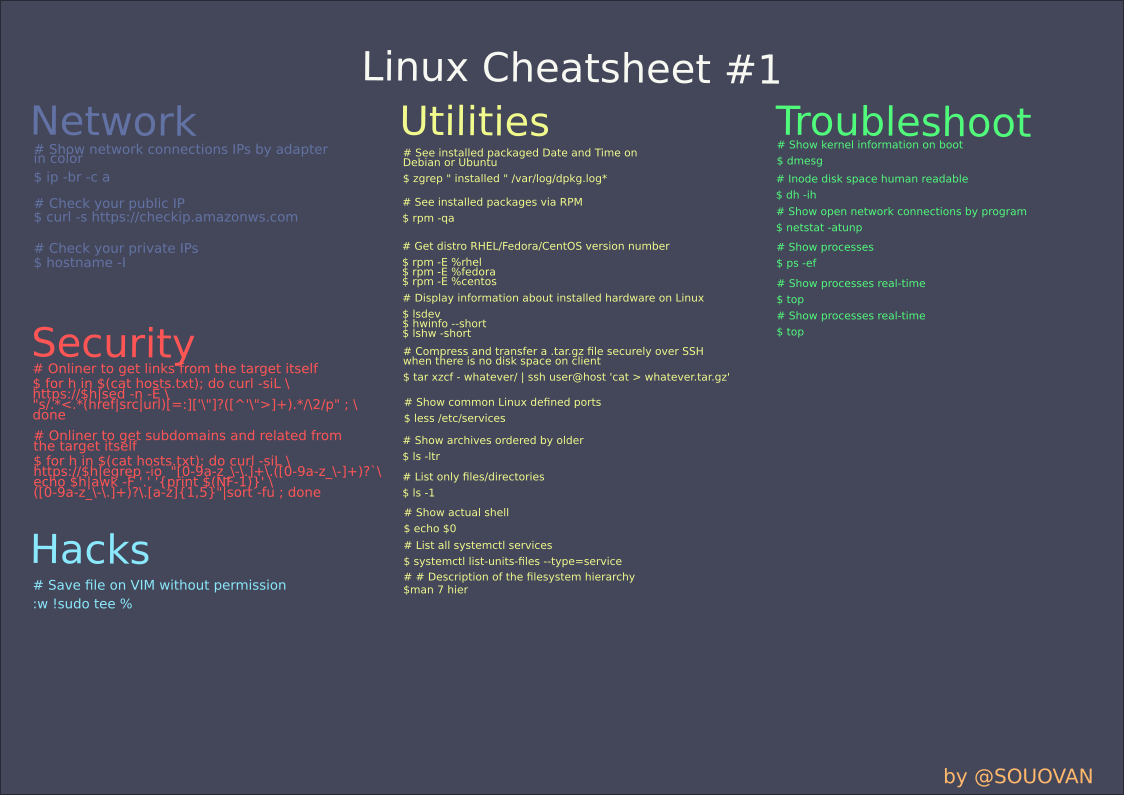 Linux Cheatsheet #1
Network
# Show network connections IPs by adapter
in color
$ ip -br -c a
# Check your public IP
$ curl -s https://checkip.amazonws.com
# Check your private IPs
$ hostname -I
Security
# Onliner to get links from the target itself
$ for h in $(cat hosts.txt); do curl -siL \
https://$h|sed -n -E \
"s/.*<.*(href|src|url)[=:]['\"]?([^'\">]+).*/\2/p" ; \
done
# Onliner to get subdomains and related from
the target itself
$ for h in $(cat hosts.txt); do curl -siL \
https://$h|egrep -io "[0-9a-z_\-\.]+\.([0-9a-z_\-]+)?`\
echo $h|awk -F '.' '{print $(NF-1)}'`\
([0-9a-z_\-\.]+)?\.[a-z]{1,5}"|sort -fu ; done
Hacks
# Save file on VIM without permission
:w !sudo tee %
Utilities
# See installed packaged Date and Time on
Debian or Ubuntu
$ zgrep " installed " /var/log/dpkg.log*
# See installed packages via RPM
$ rpm -qa
# Get distro RHEL/Fedora/CentOS version number
$ rpm -E %rhel
$ rpm -E %fedora
$ rpm -E %centos
# Display information about installed hardware on Linux
$ lsdev
$ hwinfo --short
$ lshw -short
# Compress and transfer a .tar.gz file securely over SSH
when there is no disk space on client
$ tar xzcf - whatever/ | ssh user@host 'cat > whatever.tar.gz'
# Show common Linux defined ports
$ less /etc/services
# Show archives ordered by older
$ ls -ltr
# List only files/directories
$ ls -1
# Show actual shell
$ echo $0
# List all systemctl services
$ systemctl list-units-files --type=service
# # Description of the filesystem hierarchy
$man 7 hier
Troubleshoot
# Show kernel information on boot
$ dmesg
# Inode disk space human readable
$ dh -ih
# Show open network connections by program
$ netstat -atunp
# Show processes
$ ps -ef
# Show processes real-time
$ top
# Show processes real-time
$ top
by @SOUOVAN